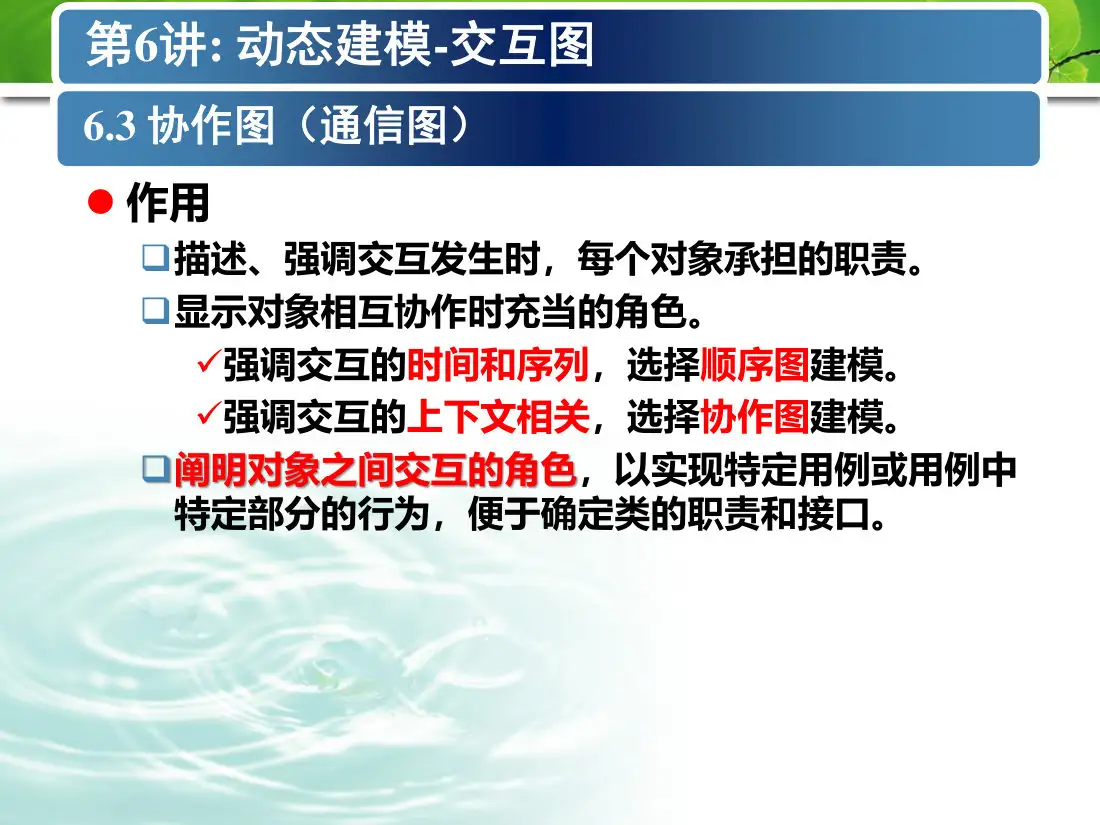 第6讲: 动态建模-交互图
6.3 协作图（通信图）
作用
描述、强调交互发生时，每个对象承担的职责。
显示对象相互协作时充当的角色。
强调交互的时间和序列，选择顺序图建模。
强调交互的上下文相关，选择协作图建模。
阐明对象之间交互的角色，以实现特定用例或用例中
特定部分的行为，便于确定类的职责和接口。